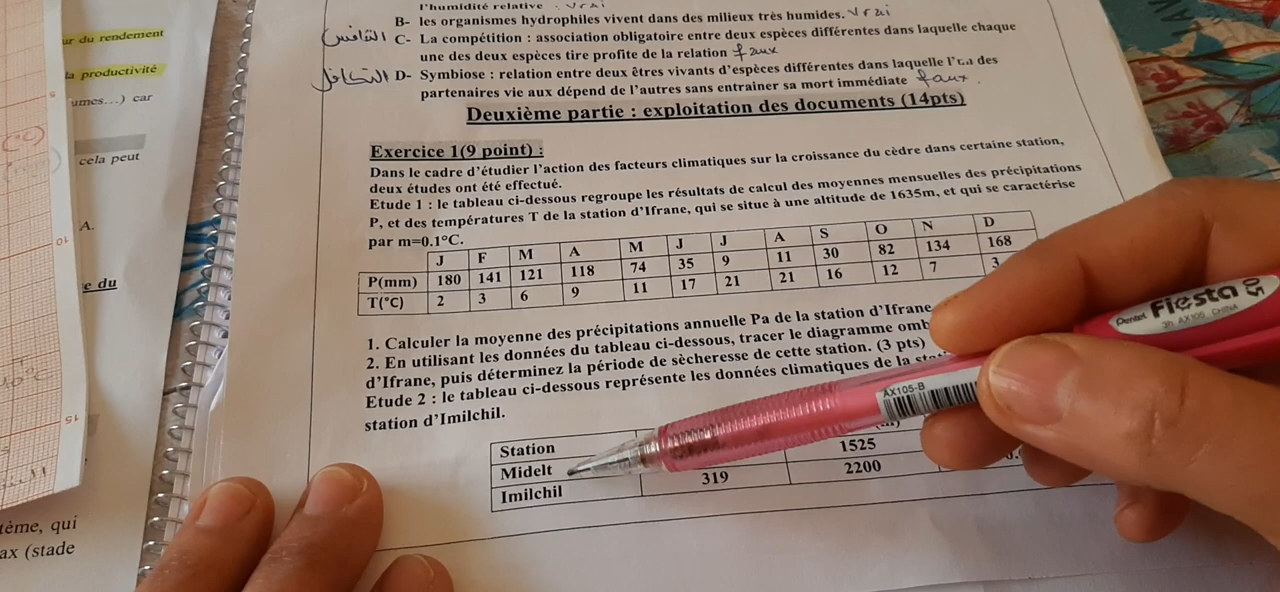 l'humidité relative . vrai
B- les organismes hydrophiles vivent dans des milieux très humides. Vrai
التنافس C- La compétition : association obligatoire entre deux espèces différentes dans laquelle chaque
une des deux espèces tire profite de la relation faux
D- Symbiose : relation entre deux êtres vivants d'espèces différentes dans laquelle l'un des
partenaires vie aux dépend de l'autres sans entrainer sa mort immédiate faux.
Deuxième partie : exploitation des documents (14pts)
Exercice 1(9 point) :
Dans le cadre d'étudier l'action des facteurs climatiques sur la croissance du cèdre dans certaine station,
deux études ont été effectué.
Etude 1 : le tableau ci-dessous regroupe les résultats de calcul des moyennes mensuelles des précipitations
P, et des températures T de la station d'Ifrane, qui se situe à une altitude de 1635m, et qui se caractérise
par m=0.1°C.
J F M A M J J A S O N D
P(mm) 180 141 121 118 74 35 9 11 30 82 134 168
T(°C) 2 3 6 9 11 17 21 21 16 12 7 3
1. Calculer la moyenne des précipitations annuelle Pa de la station d'Ifrane
2. En utilisant les données du tableau ci-dessous, tracer le diagramme omb
d'Ifrane, puis déterminez la période de sècheresse de cette station. (3 pts)
Etude 2 : le tableau ci-dessous représente les données climatiques de la
station d'Imilchil.
Station
Midelt 1525
Imilchil 319 2200
ur du rendement
la productivité
umes...) car
cela peut
A.
e du
tème, qui
ax (stade
5
10
15
Pentel Fiesta 0.5
AX105 CHINA
AX105-B